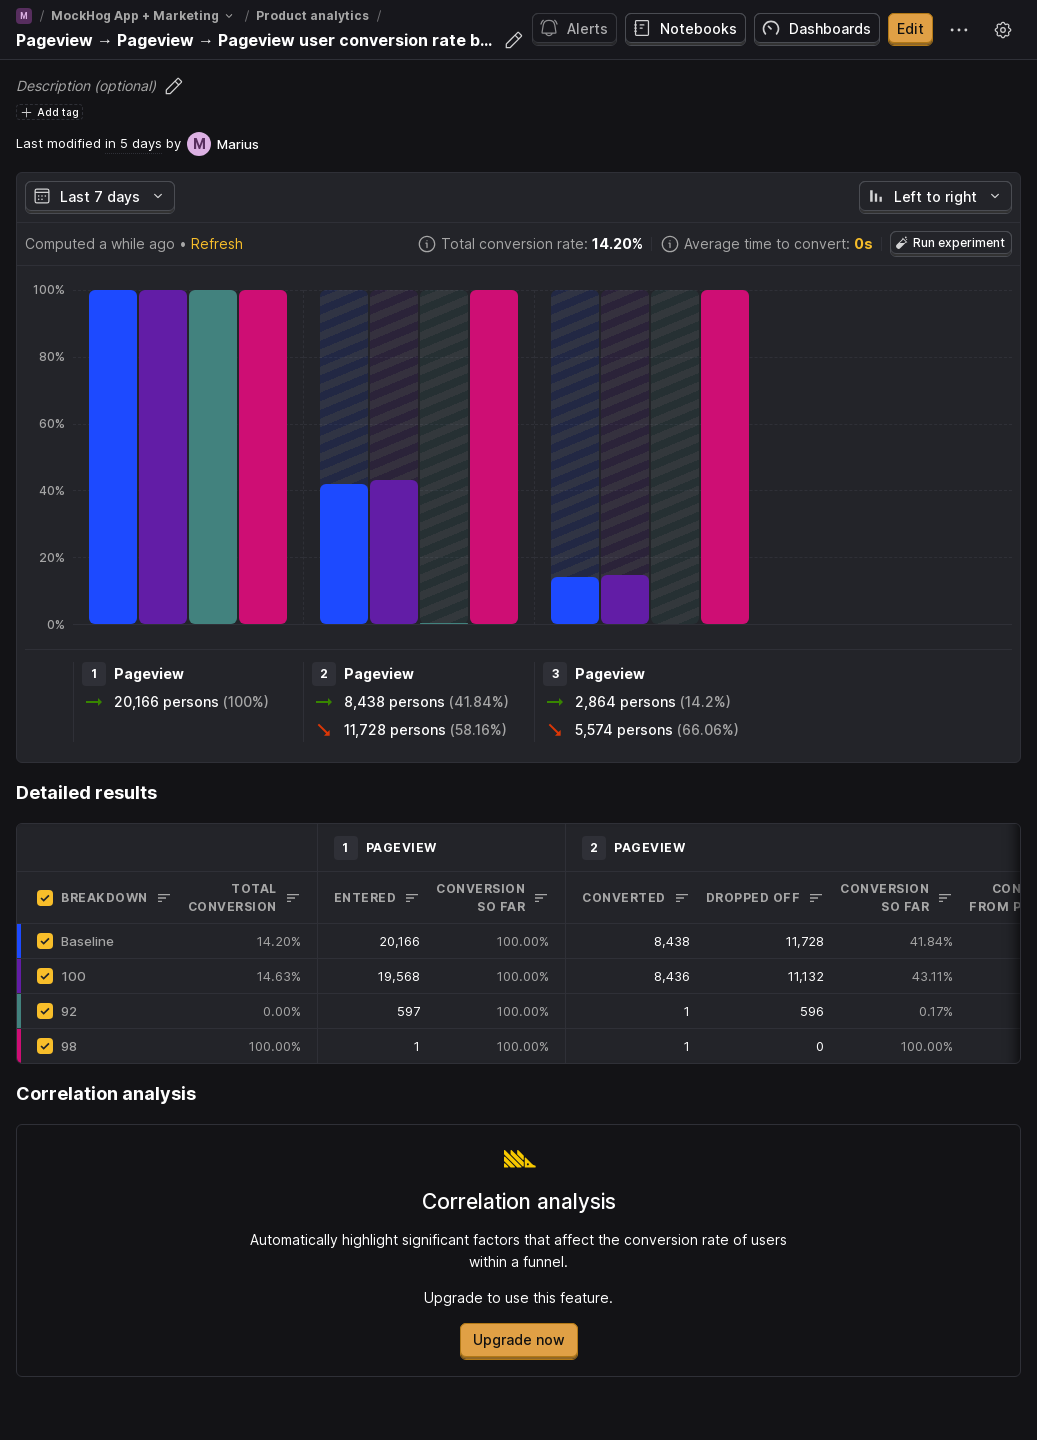 M / MockHog App + Marketing / Product analytics /
Pageview → Pageview → Pageview user conversion rate b...
Alerts
Notebooks
Dashboards
Edit
Description (optional)
Add tag
Last modified in 5 days by M Marius
Last 7 days
Left to right
Computed a while ago • Refresh
Total conversion rate: 14.20%
Average time to convert: 0s
Run experiment
100%
80%
60%
40%
20%
0%
1 Pageview
20,166 persons (100%)
2 Pageview
8,438 persons (41.84%)
11,728 persons (58.16%)
3 Pageview
2,864 persons (14.2%)
5,574 persons (66.06%)
Detailed results
1 PAGEVIEW 2 PAGEVIEW
BREAKDOWN TOTAL CONVERSION ENTERED CONVERSION SO FAR CONVERTED DROPPED OFF CONVERSION SO FAR CON
FROM P
Baseline 14.20% 20,166 100.00% 8,438 11,728 41.84%
100 14.63% 19,568 100.00% 8,436 11,132 43.11%
92 0.00% 597 100.00% 1 596 0.17%
98 100.00% 1 100.00% 1 0 100.00%
Correlation analysis
Correlation analysis
Automatically highlight significant factors that affect the conversion rate of users
within a funnel.
Upgrade to use this feature.
Upgrade now